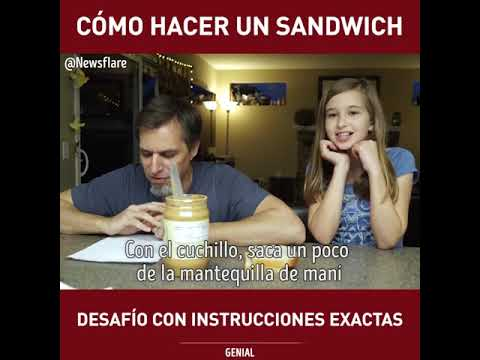 CÓMO HACER UN SANDWICH
@Newsflare
Con el cuchillo, saca un poco
de la mantequilla de maní
DESAFÍO CON INSTRUCCIONES EXACTAS
GENIAL